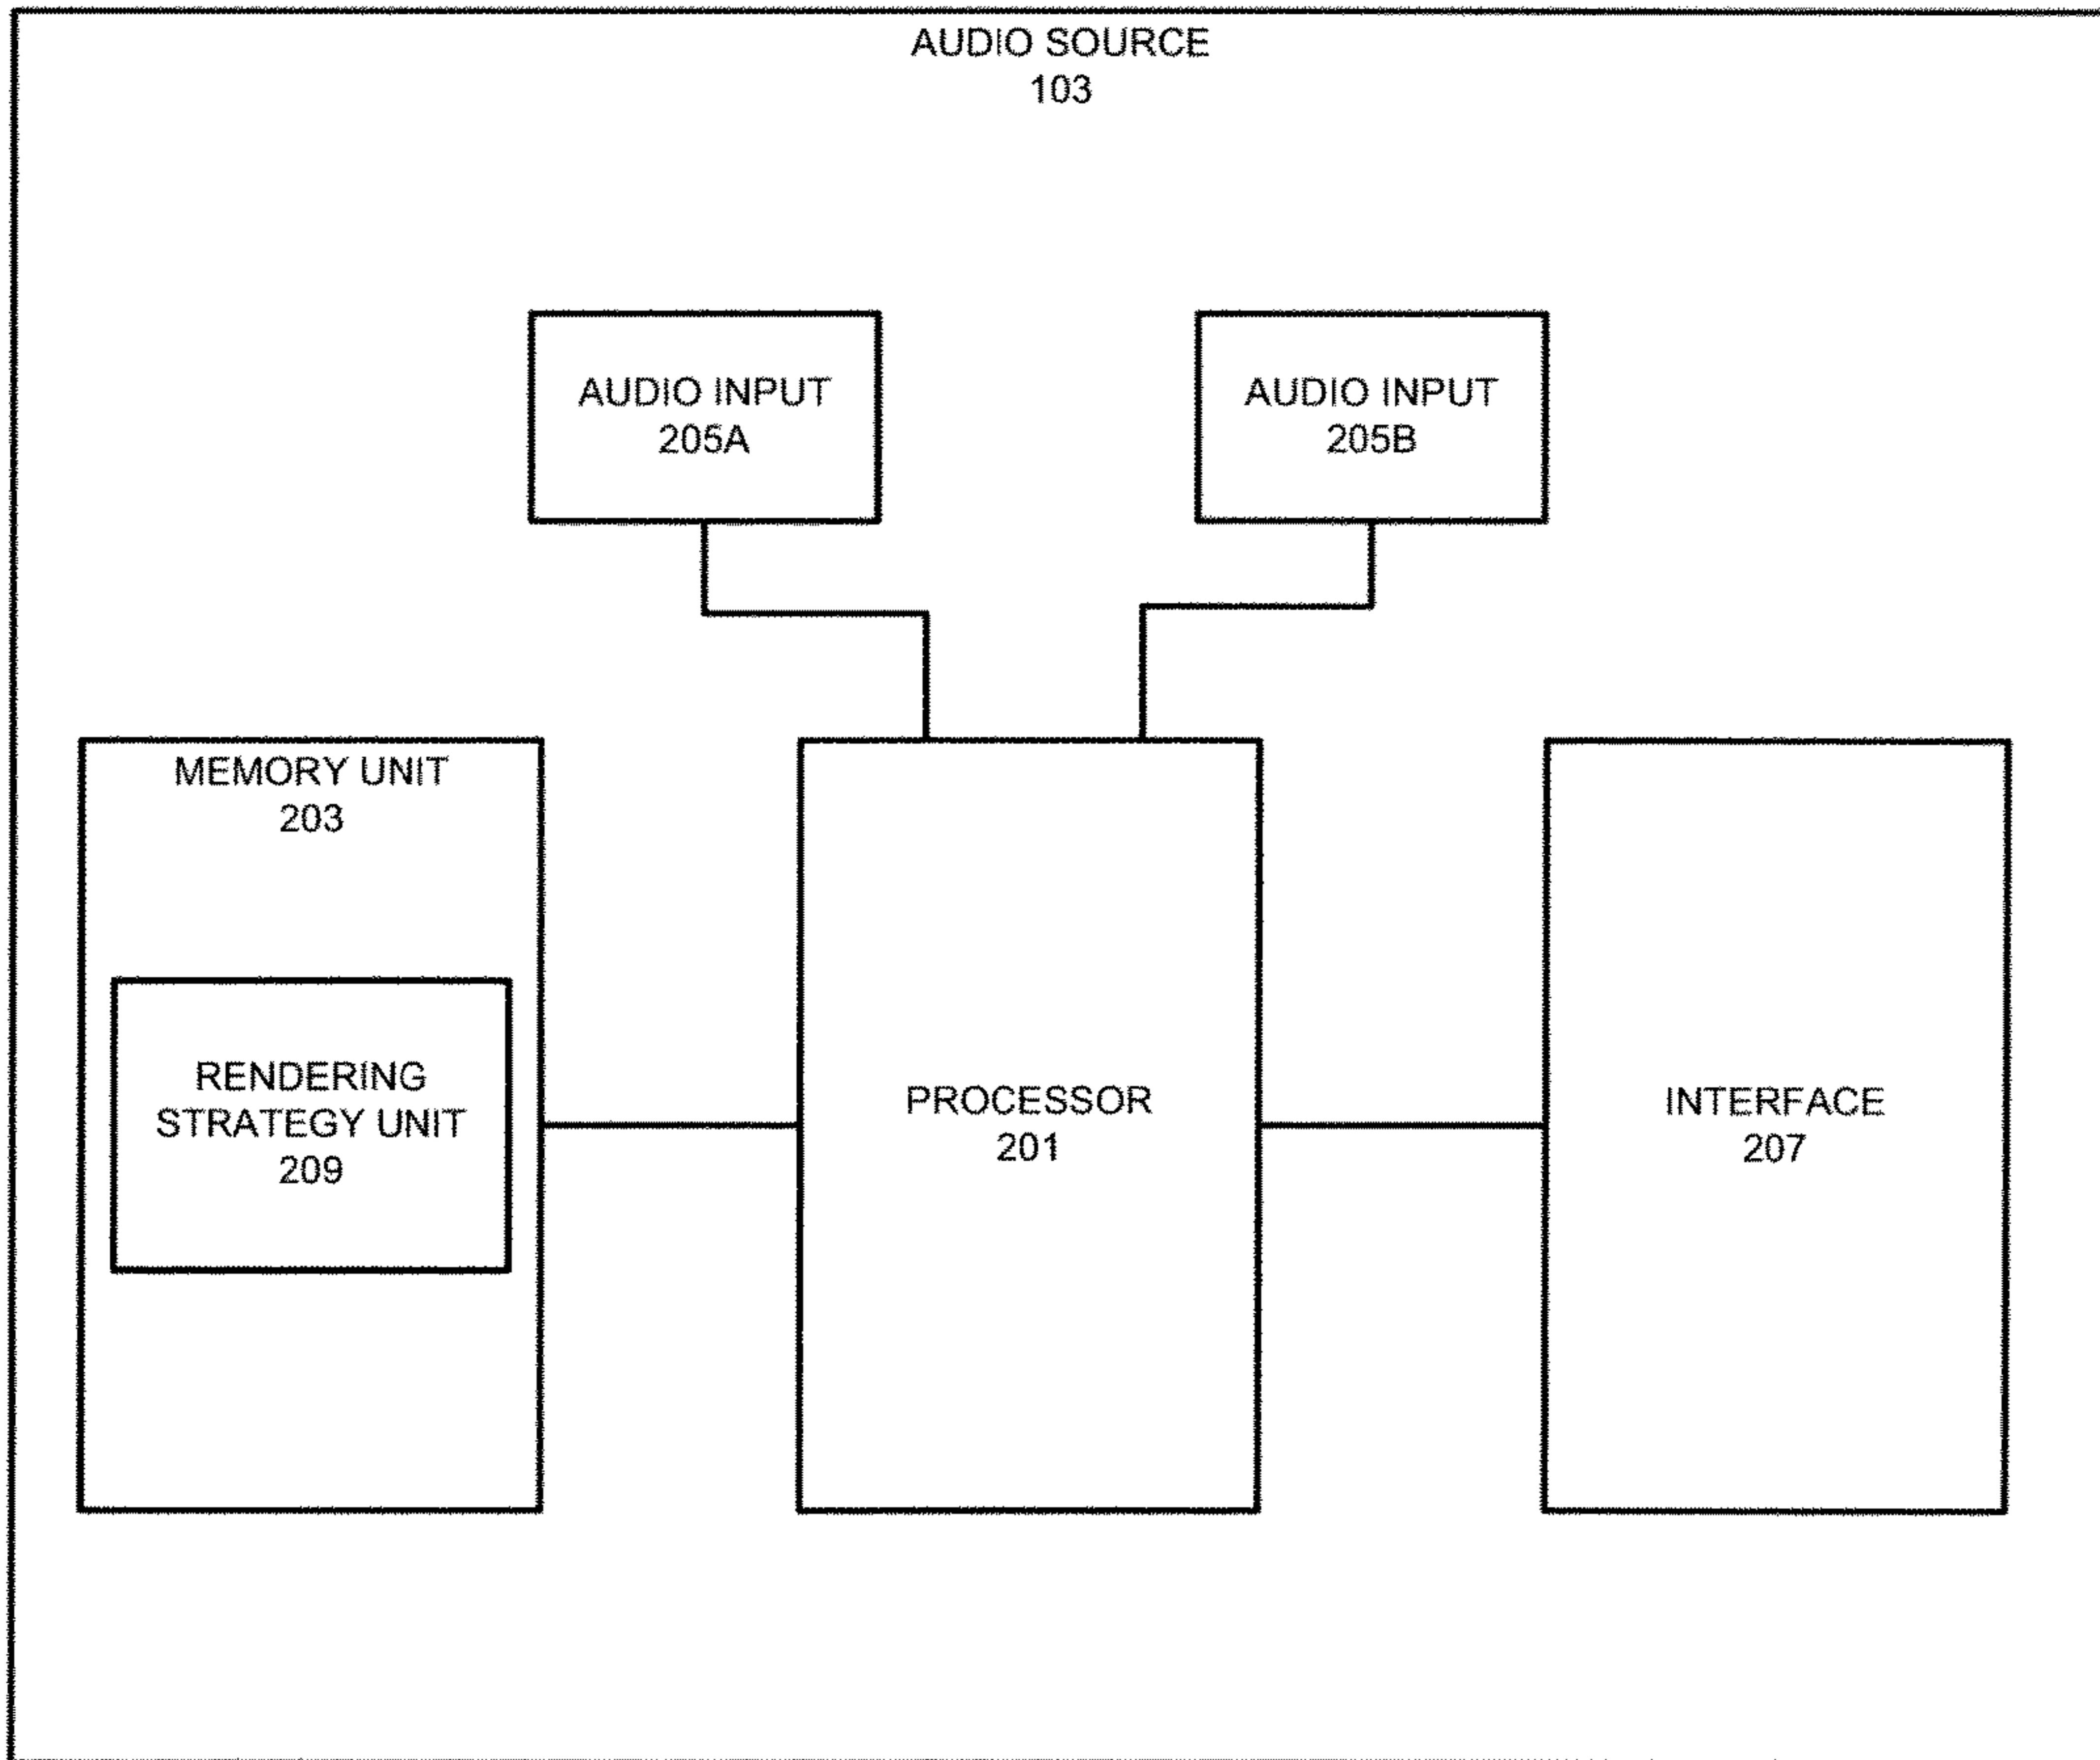 AUDIO SOURCE
103
AUDIO INPUT
205A
AUDIO INPUT
205B
MEMORY UNIT
203
RENDERING
STRATEGY UNIT
209
PROCESSOR
201
INTERFACE
207